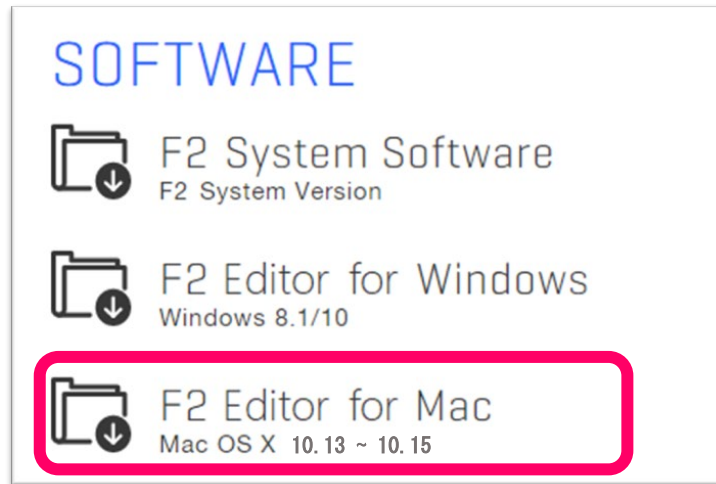 SOFTWARE
F2 System Software
F2 System Version
F2 Editor for Windows
Windows 8.1/10
F2 Editor for Mac
Mac OS X 10.13 ~ 10.15